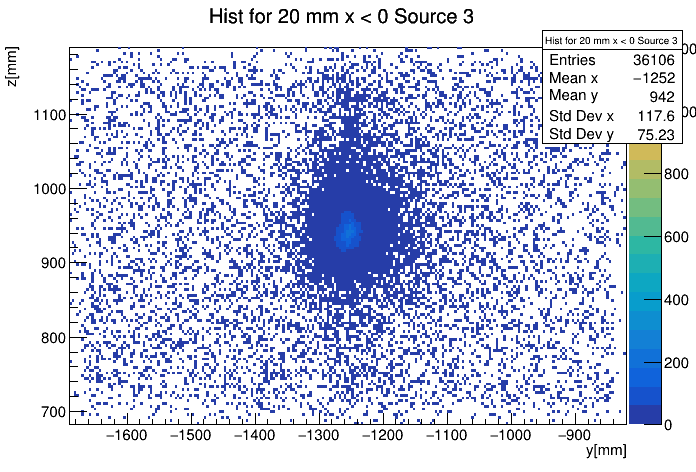 Hist for 20 mm x < 0 Source 3
z[mm]
Hist for 20 mm x < 0 Source 3
Entries 36106
Mean x −1252
Mean y 942
Std Dev x 117.6
Std Dev y 75.23
1100
1000
900
800
700
800
600
400
200
0
−1600 −1500 −1400 −1300 −1200 −1100 −1000 −900
y[mm]